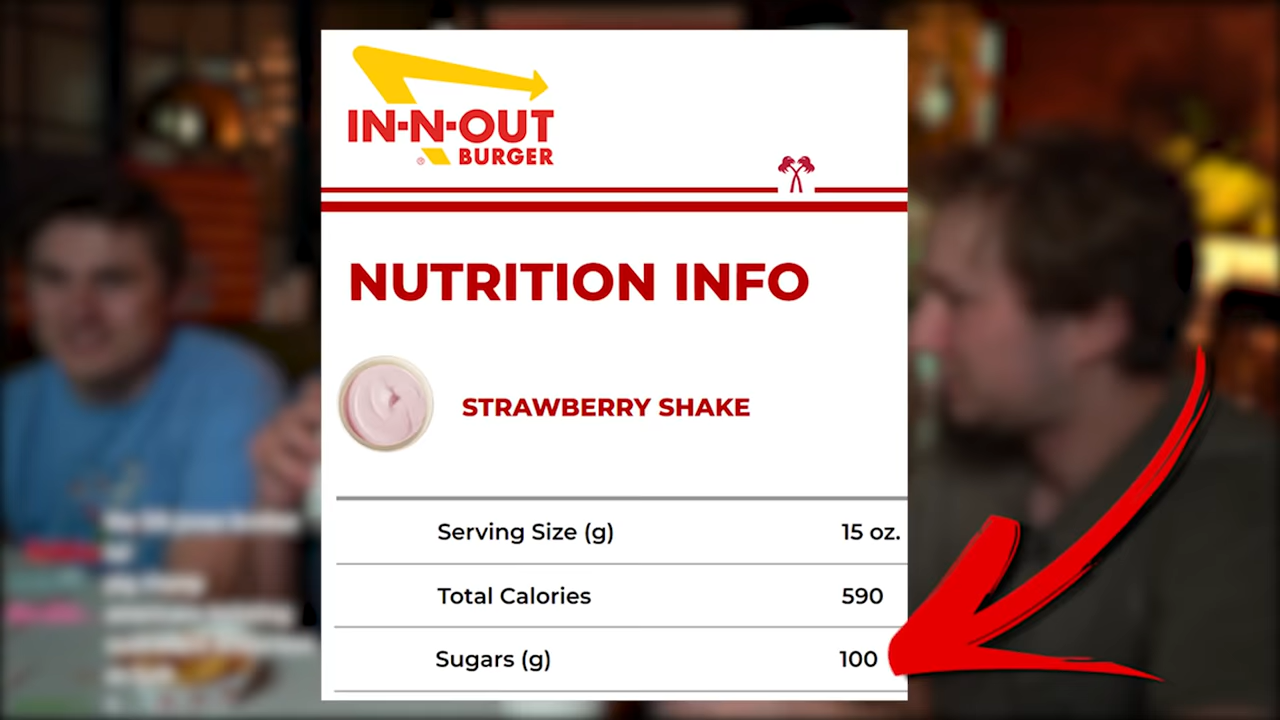 IN-N-OUT
® BURGER
NUTRITION INFO
STRAWBERRY SHAKE
Serving Size (g) 15 oz.
Total Calories 590
Sugars (g) 100